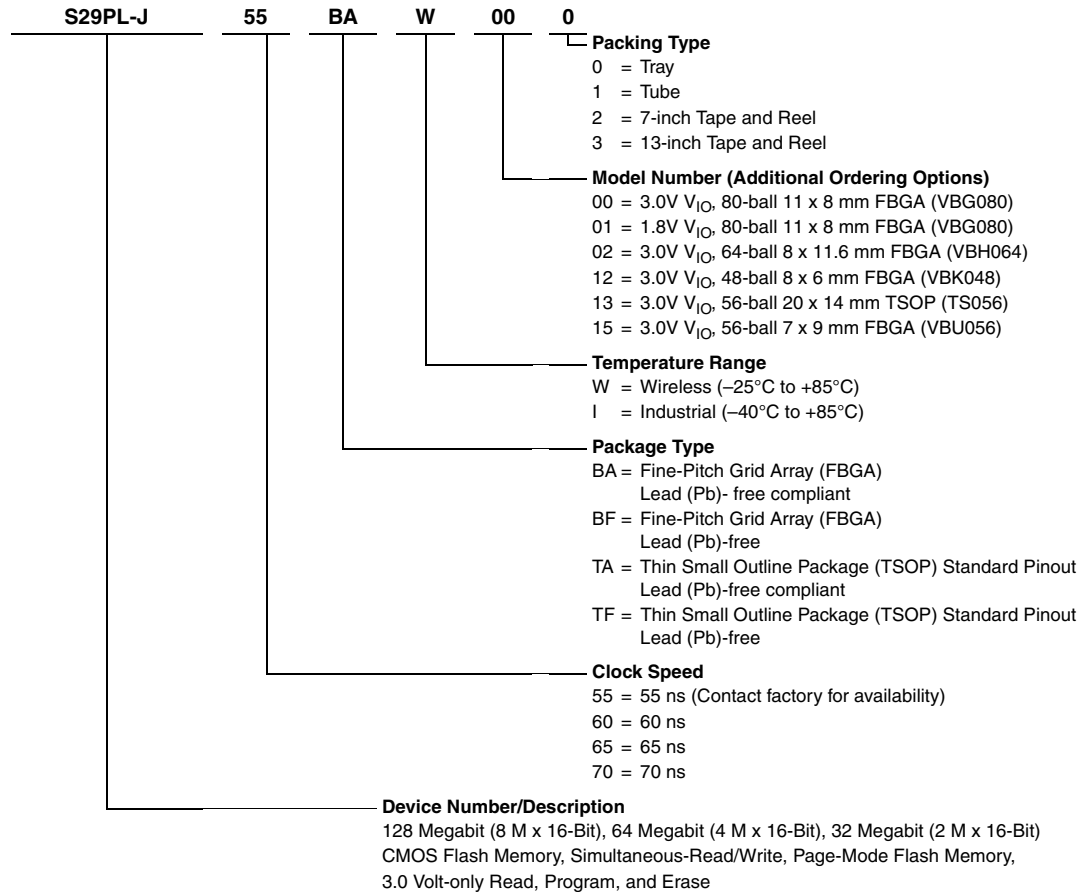 S29PL-J 55 BA W 00 0
Packing Type
0 = Tray
1 = Tube
2 = 7-inch Tape and Reel
3 = 13-inch Tape and Reel
Model Number (Additional Ordering Options)
00 = 3.0V VIO, 80-ball 11 x 8 mm FBGA (VBG080)
01 = 1.8V VIO, 80-ball 11 x 8 mm FBGA (VBG080)
02 = 3.0V VIO, 64-ball 8 x 11.6 mm FBGA (VBH064)
12 = 3.0V VIO, 48-ball 8 x 6 mm FBGA (VBK048)
13 = 3.0V VIO, 56-ball 20 x 14 mm TSOP (TS056)
15 = 3.0V VIO, 56-ball 7 x 9 mm FBGA (VBU056)
Temperature Range
W = Wireless (–25°C to +85°C)
I = Industrial (–40°C to +85°C)
Package Type
BA = Fine-Pitch Grid Array (FBGA)
Lead (Pb)- free compliant
BF = Fine-Pitch Grid Array (FBGA)
Lead (Pb)-free
TA = Thin Small Outline Package (TSOP) Standard Pinout
Lead (Pb)-free compliant
TF = Thin Small Outline Package (TSOP) Standard Pinout
Lead (Pb)-free
Clock Speed
55 = 55 ns (Contact factory for availability)
60 = 60 ns
65 = 65 ns
70 = 70 ns
Device Number/Description
128 Megabit (8 M x 16-Bit), 64 Megabit (4 M x 16-Bit), 32 Megabit (2 M x 16-Bit)
CMOS Flash Memory, Simultaneous-Read/Write, Page-Mode Flash Memory,
3.0 Volt-only Read, Program, and Erase